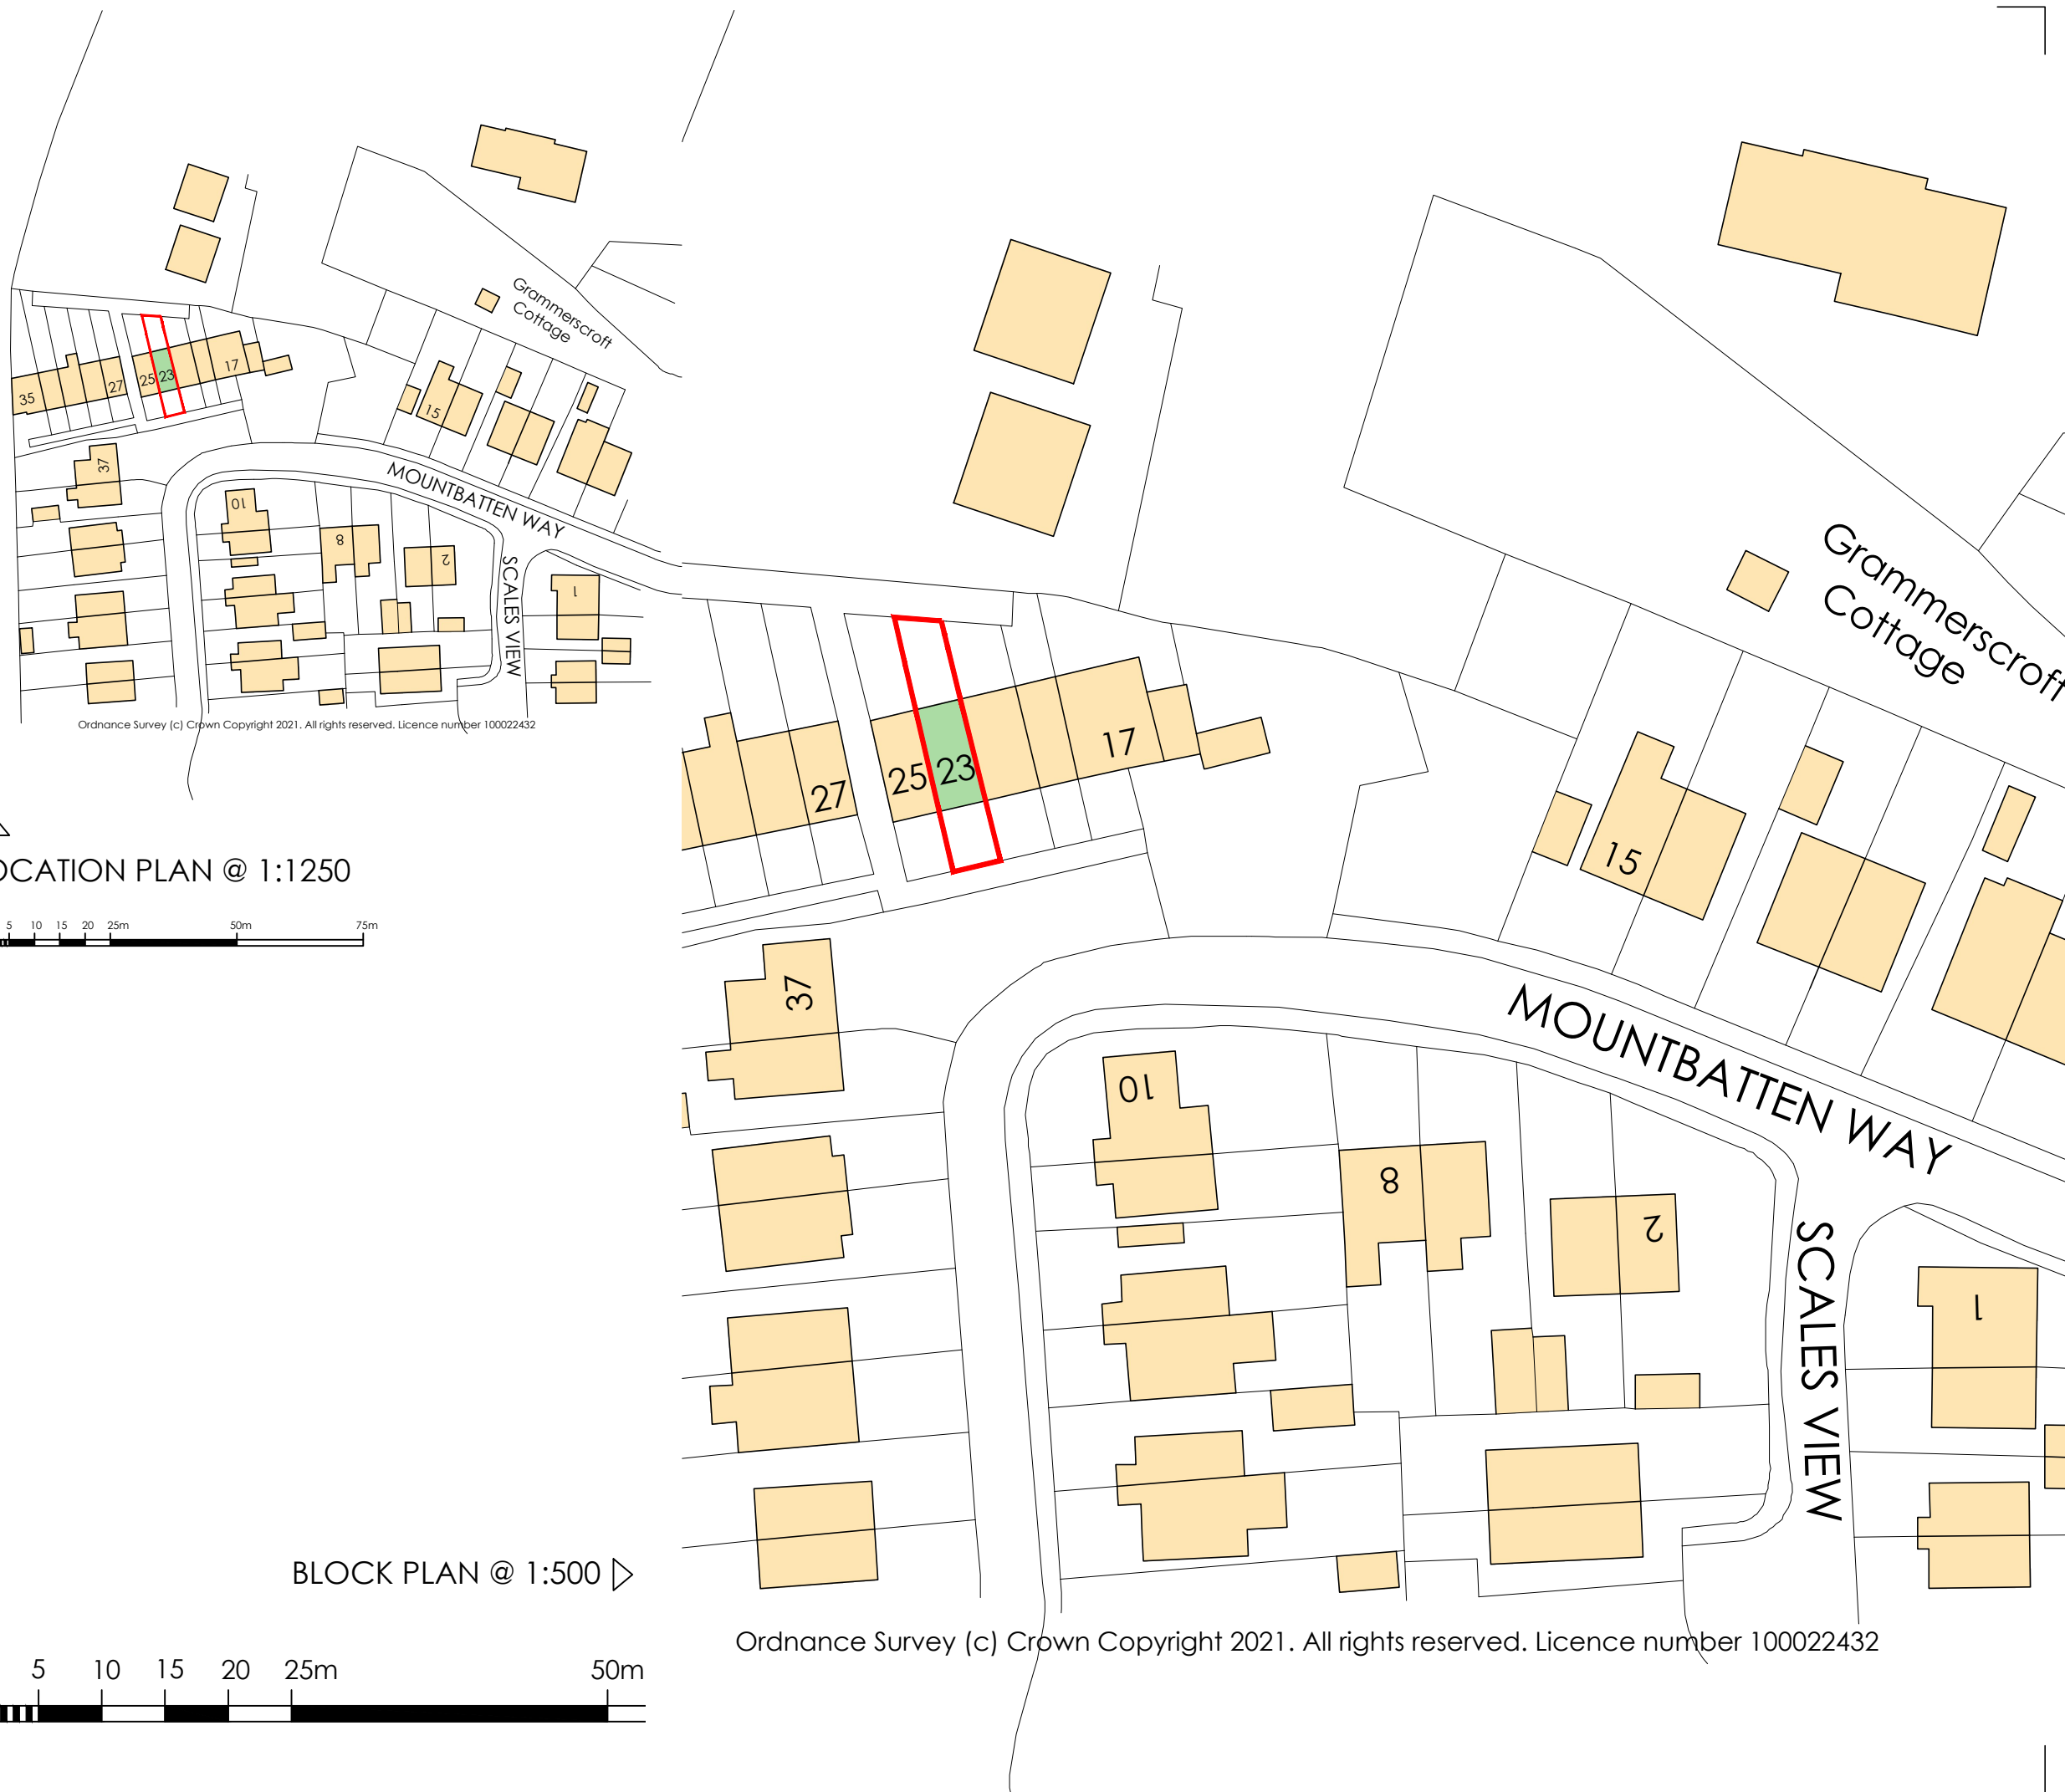 Grammerscroft
Cottage
35
27
25
23
17
15
37
MOUNTBATTEN WAY
10
8
2
1
SCALES VIEW
Ordnance Survey (c) Crown Copyright 2021. All rights reserved. Licence number 100022432
OCATION PLAN @ 1:1250
5 10 15 20 25m 50m 75m
Grammerscroft
Cottage
27
25
23
17
15
37
MOUNTBATTEN WAY
10
8
2
1
SCALES VIEW
BLOCK PLAN @ 1:500
Ordnance Survey (c) Crown Copyright 2021. All rights reserved. Licence number 100022432
5 10 15 20 25m 50m